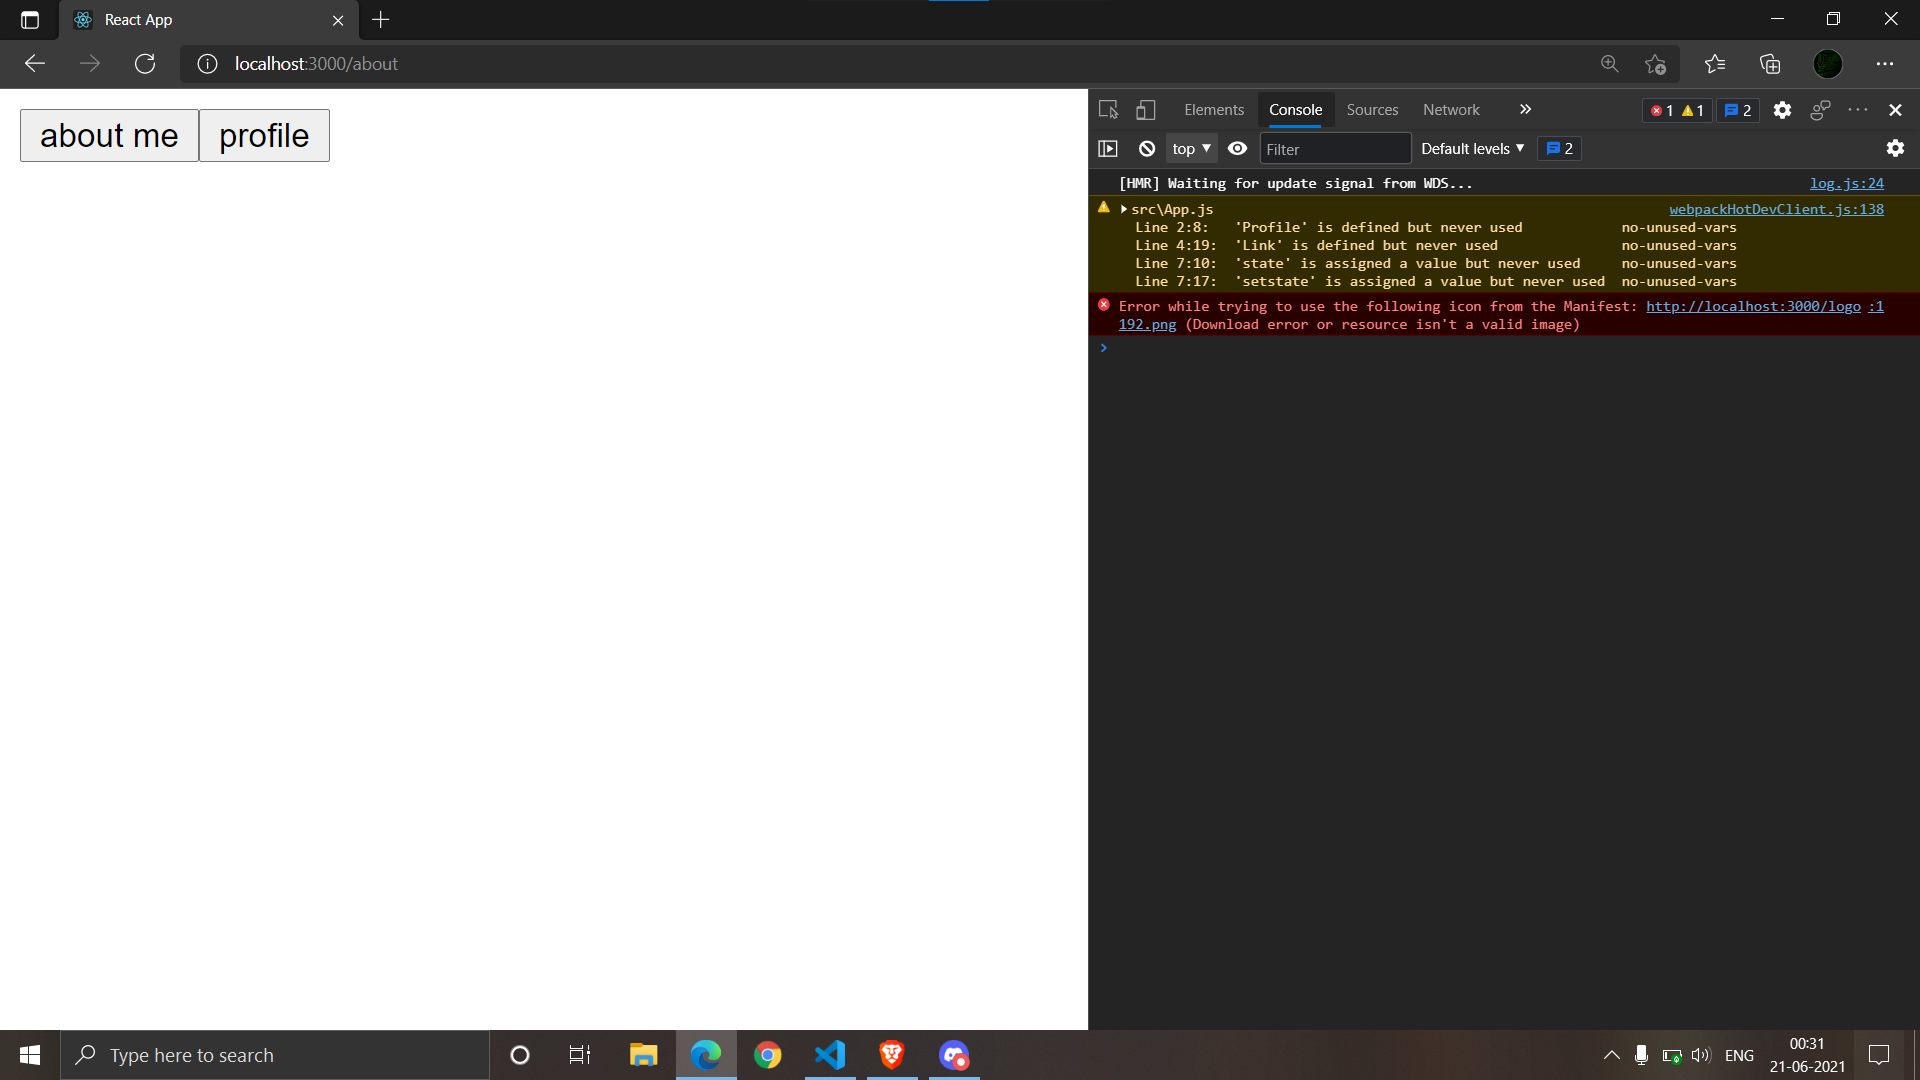 React App
localhost:3000/about
about me profile
Elements Console Sources Network 1 1 2
top Filter Default levels 2
[HMR] Waiting for update signal from WDS... log.js:24
src\App.js webpackHotDevClient.js:138
Line 2:8: 'Profile' is defined but never used no-unused-vars
Line 4:19: 'Link' is defined but never used no-unused-vars
Line 7:10: 'state' is assigned a value but never used no-unused-vars
Line 7:17: 'setstate' is assigned a value but never used no-unused-vars
Error while trying to use the following icon from the Manifest: http://localhost:3000/logo :1
192.png (Download error or resource isn't a valid image)
Type here to search
ENG
00:31
21-06-2021